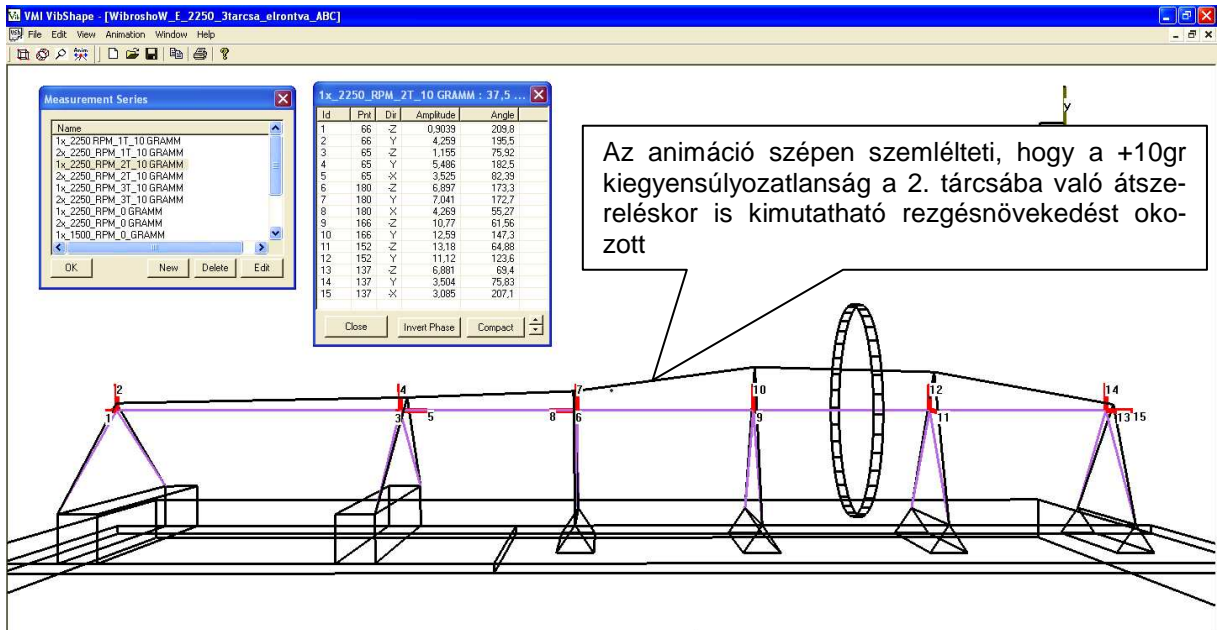 VMI VibShape - [WibroshoW_E_2250_3tarcsa_elrontva_ABC]
File Edit View Animation Window Help
Measurement Series
Name
1x_2250 RPM_1T_10 GRAMM
2x_2250_RPM_1T_10 GRAMM
1x_2250_RPM_2T_10 GRAMM
2x_2250_RPM_2T_10 GRAMM
1x_2250_RPM_3T_10 GRAMM
2x_2250_RPM_3T_10 GRAMM
1x_2250_RPM_0 GRAMM
2x_2250_RPM_0 GRAMM
1x_1500_RPM_0_GRAMM
OK New Delete Edit
1x_2250_RPM_2T_10 GRAMM : 37,5 ...
Id Pnt Dir Amplitude Angle
1 66 -Z 0,9039 209,8
2 66 Y 4,259 195,5
3 65 -Z 1,155 75,92
4 65 Y 5,486 182,5
5 65 -X 3,525 82,39
6 180 -Z 6,897 173,3
7 180 Y 7,041 172,7
8 180 X 4,269 55,27
9 166 -Z 10,77 61,56
10 166 Y 12,59 147,3
11 152 -Z 13,18 64,88
12 152 Y 11,12 123,6
13 137 -Z 6,881 69,4
14 137 Y 3,504 75,83
15 137 -X 3,085 207,1
Close Invert Phase Compact
Y
Az animáció szépen szemlélteti, hogy a +10gr
kiegyensúlyozatlanság a 2. tárcsába való átsze-
reléskor is kimutatható rezgésnövekedést oko-
zott
2 4 7 10 12 14
1 3 5 8 6 9 11 13 15